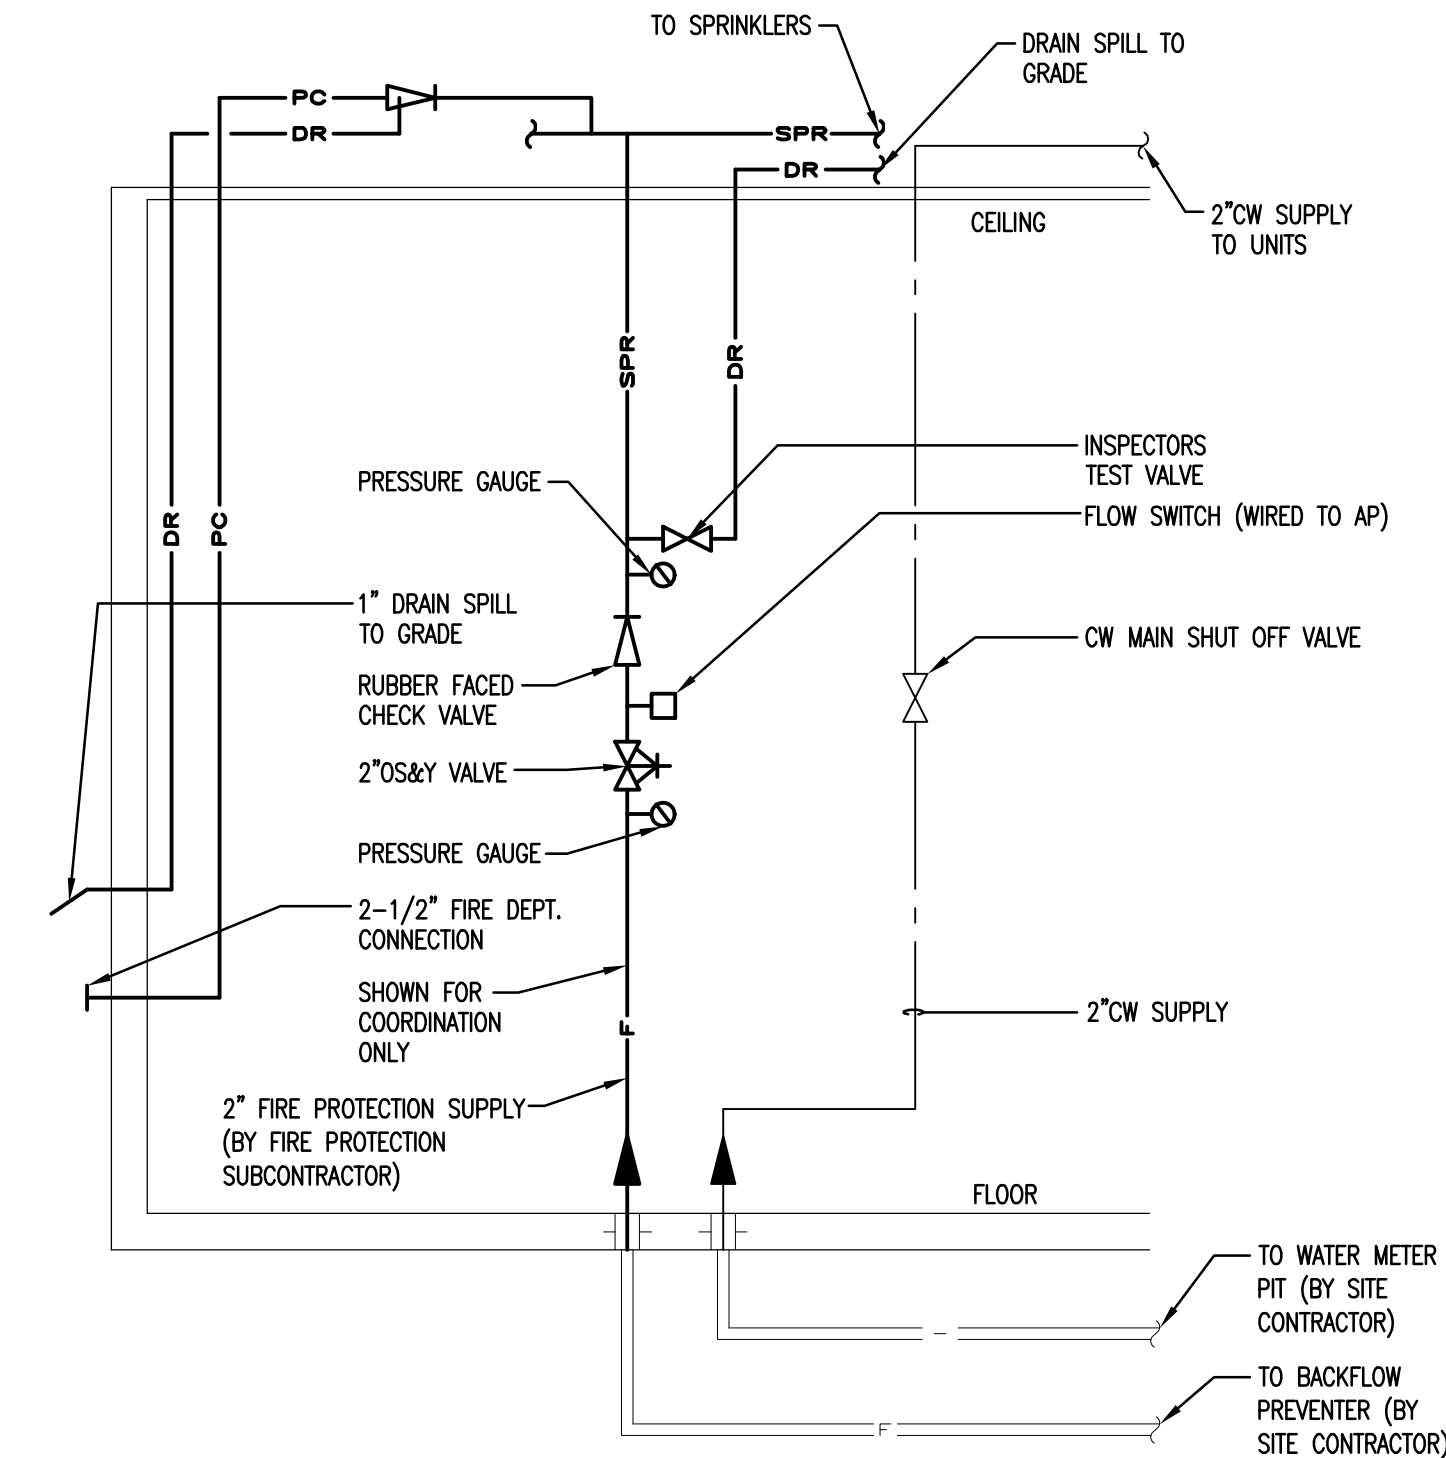 TO SPRINKLERS
DRAIN SPILL TO
GRADE
PC
DR
SPR
DR
2"CW SUPPLY
TO UNITS
CEILING
SPR
DR
INSPECTORS
TEST VALVE
PRESSURE GAUGE
FLOW SWITCH (WIRED TO AP)
DR
PC
1" DRAIN SPILL
TO GRADE
CW MAIN SHUT OFF VALVE
RUBBER FACED
CHECK VALVE
2"OS&Y VALVE
PRESSURE GAUGE
2-1/2" FIRE DEPT.
CONNECTION
SHOWN FOR
COORDINATION
ONLY
2"CW SUPPLY
F
2" FIRE PROTECTION SUPPLY
(BY FIRE PROTECTION
SUBCONTRACTOR)
FLOOR
TO WATER METER
PIT (BY SITE
CONTRACTOR)
TO BACKFLOW
PREVENTER (BY
SITE CONTRACTOR)
F